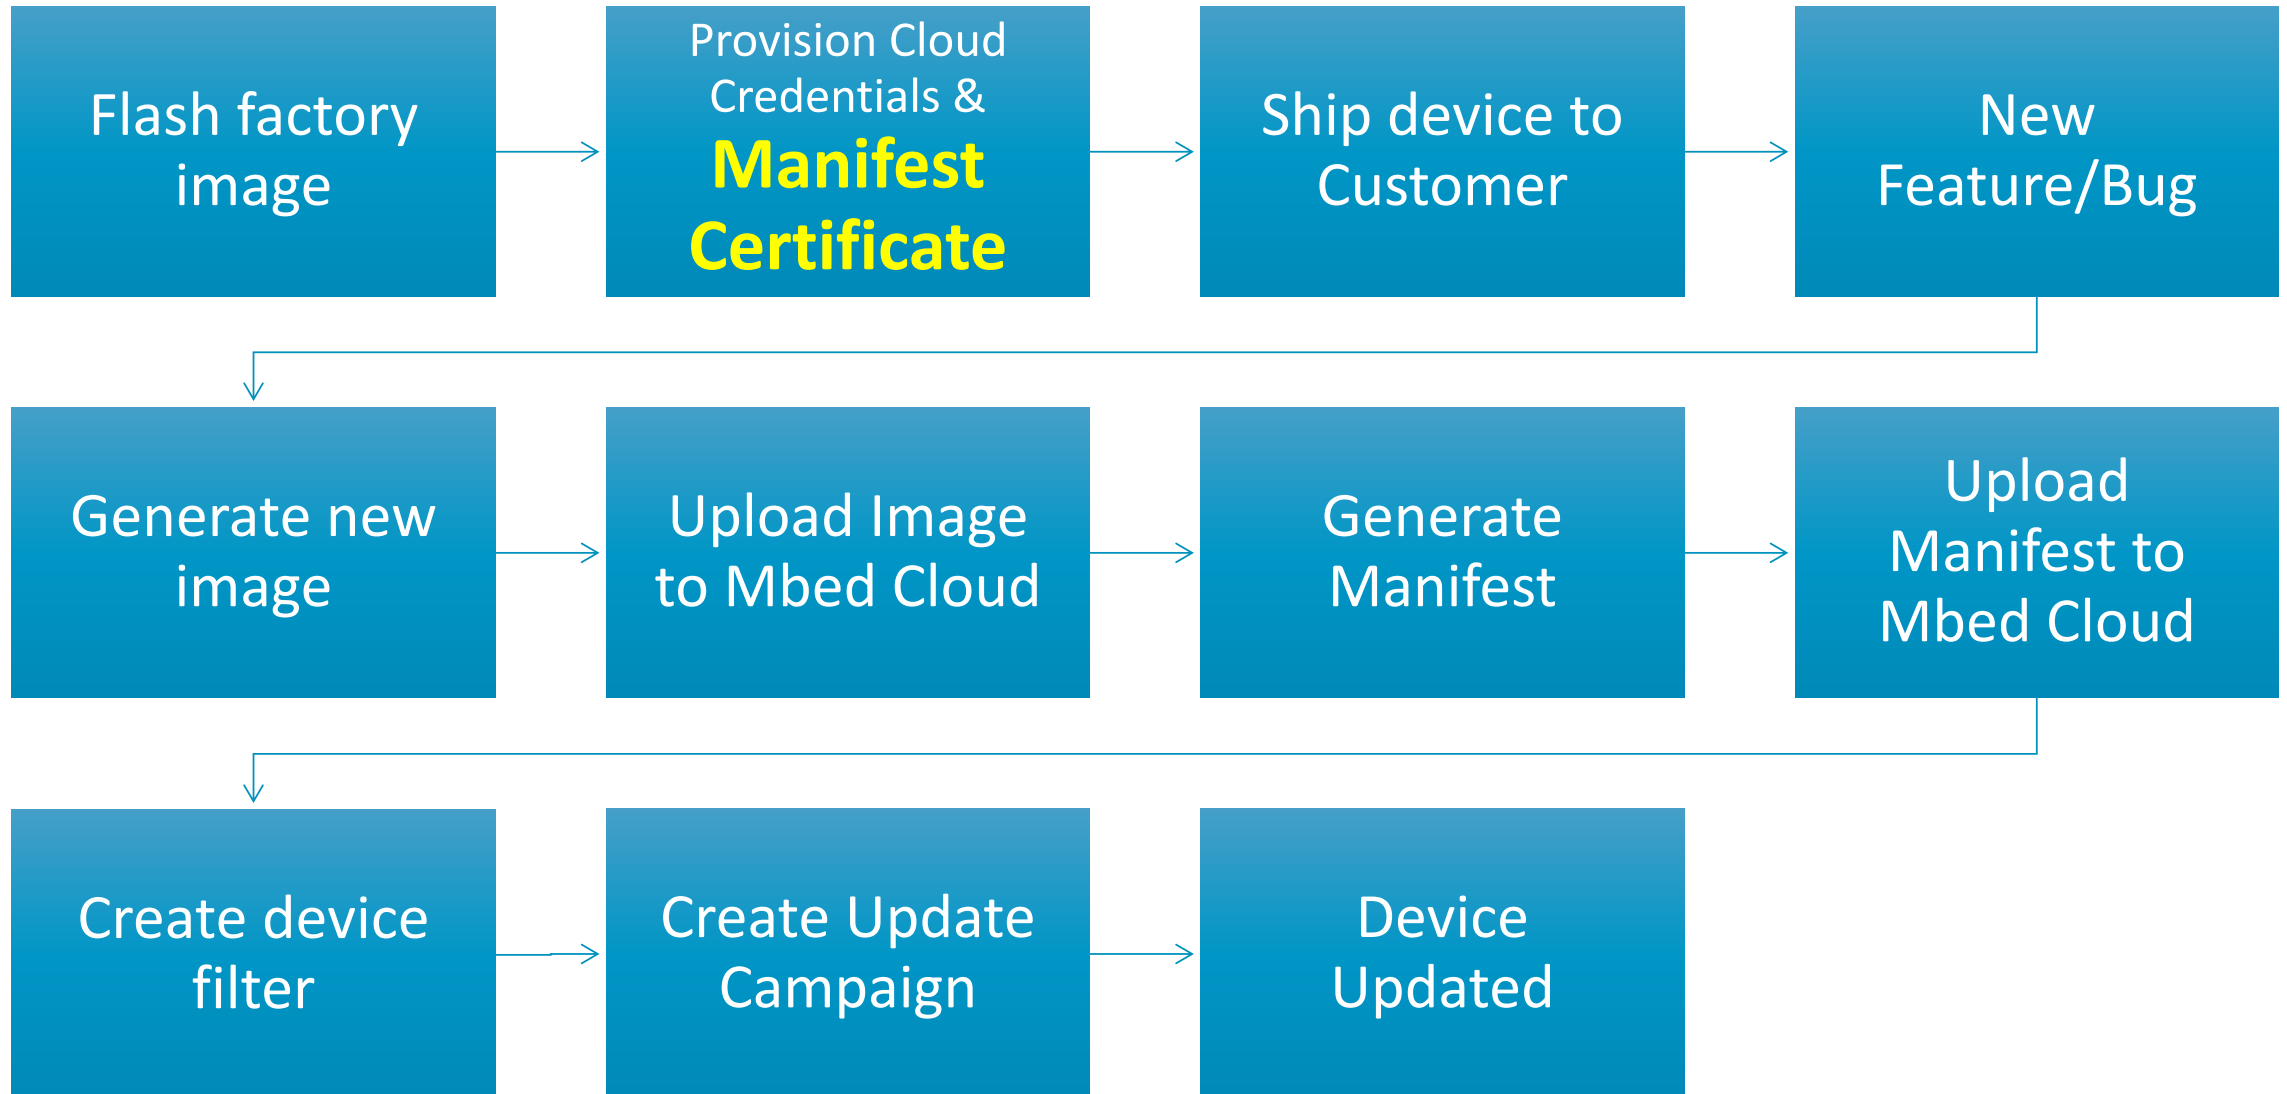 Flash factory
image
Provision Cloud
Credentials &
Manifest
Certificate
Ship device to
Customer
New
Feature/Bug
Generate new
image
Upload Image
to Mbed Cloud
Generate
Manifest
Upload
Manifest to
Mbed Cloud
Create device
filter
Create Update
Campaign
Device
Updated